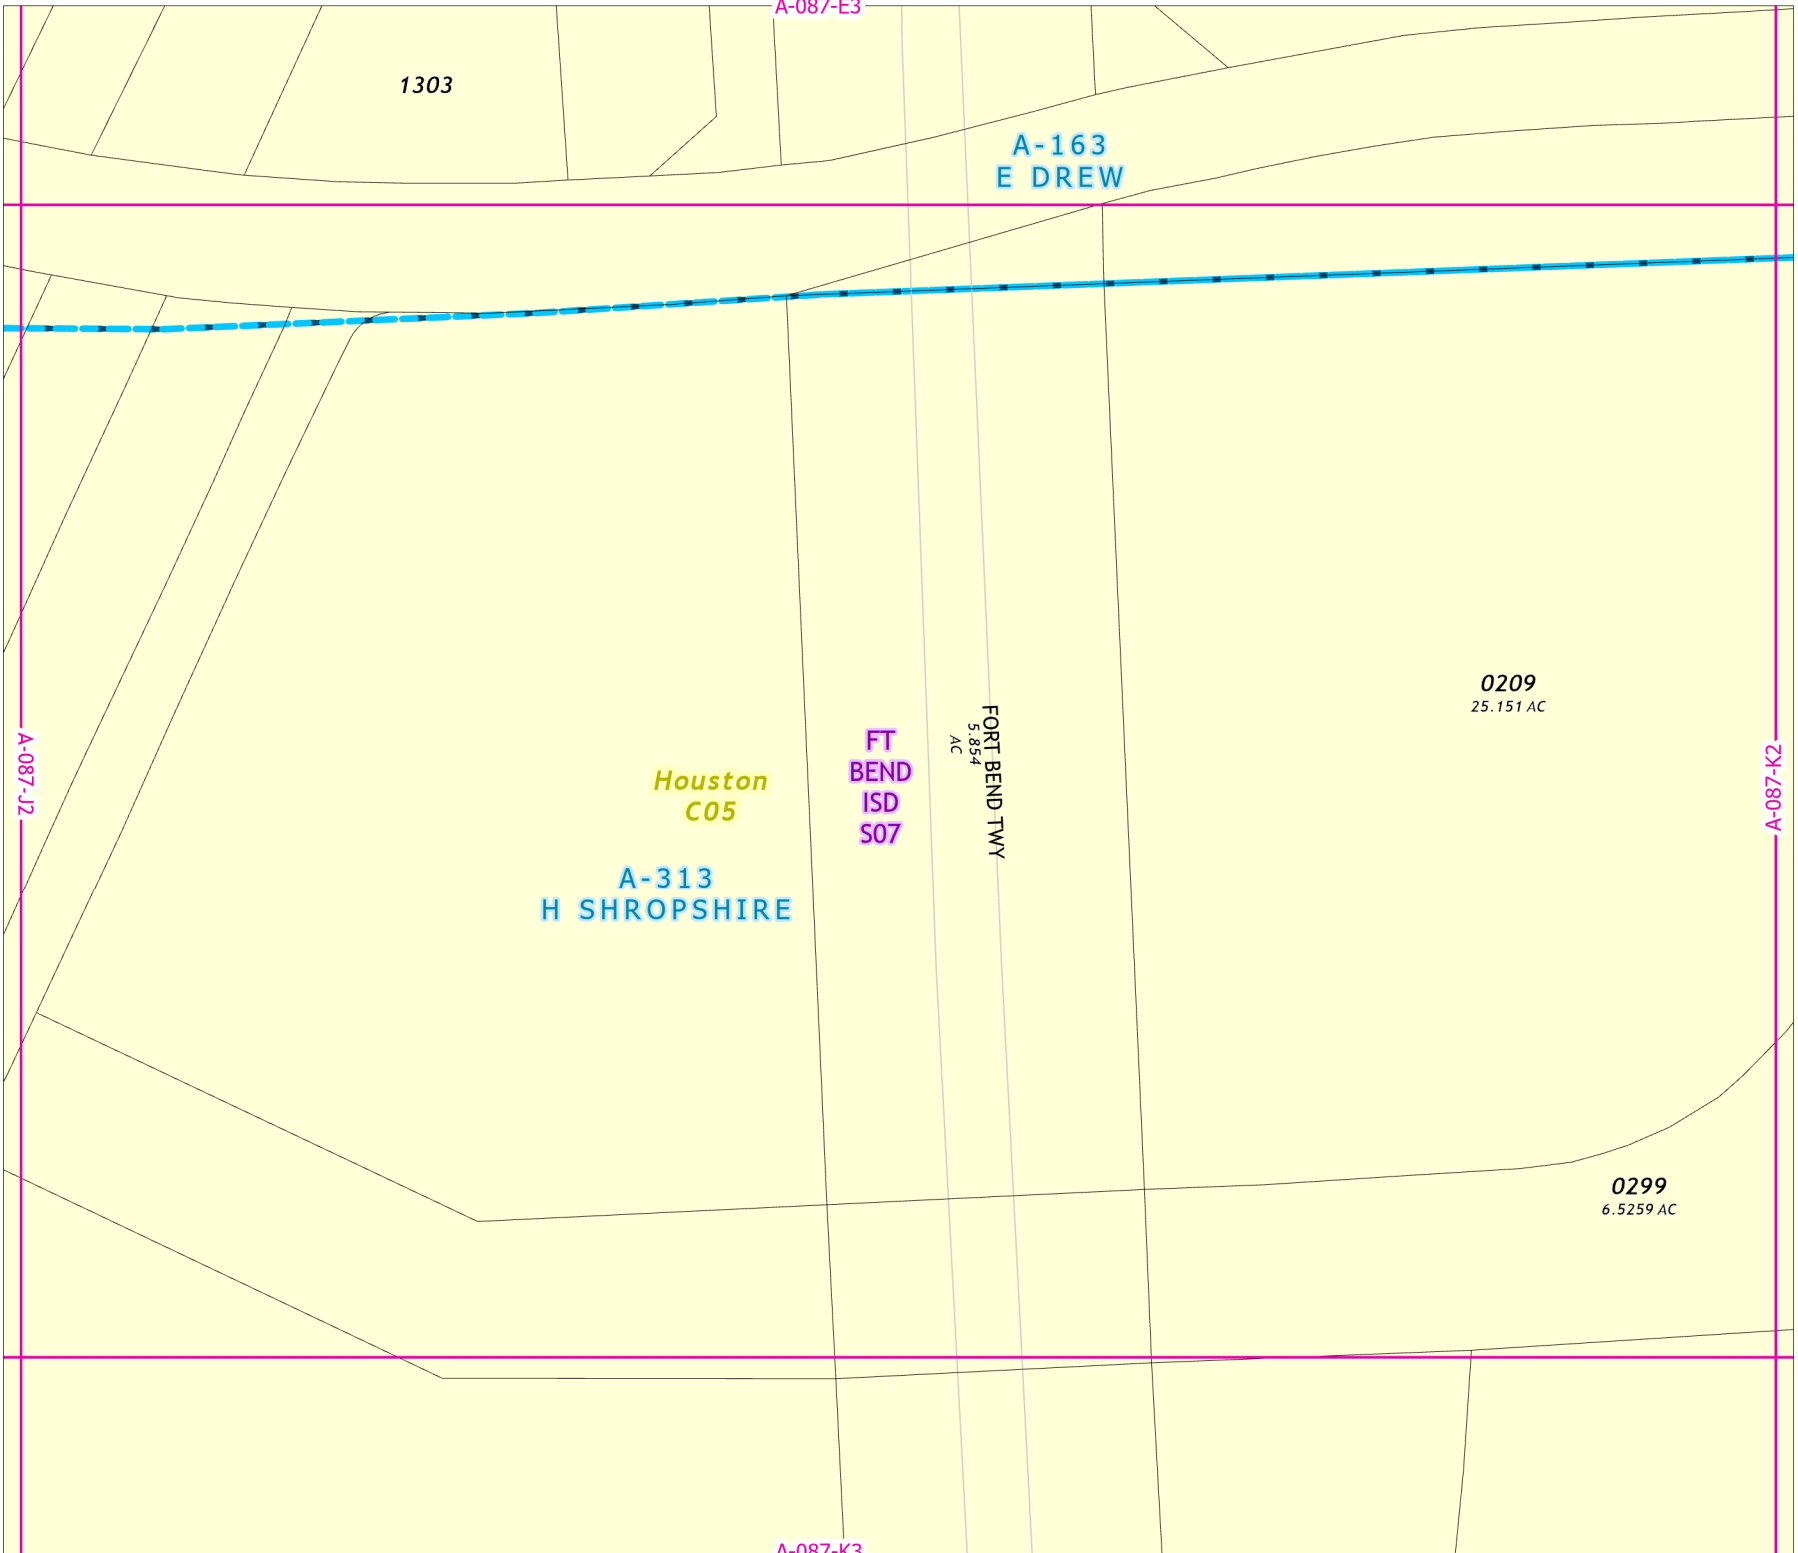 A-087-E3
1303
A-163
E DREW
0209
25.151 AC
A-087-J2
FT
BEND
ISD
S07
FORT BEND TWY
5.854
AC
A-087-K2
Houston
C05
A-313
H SHROPSHIRE
0299
6.5259 AC
A-087-K3